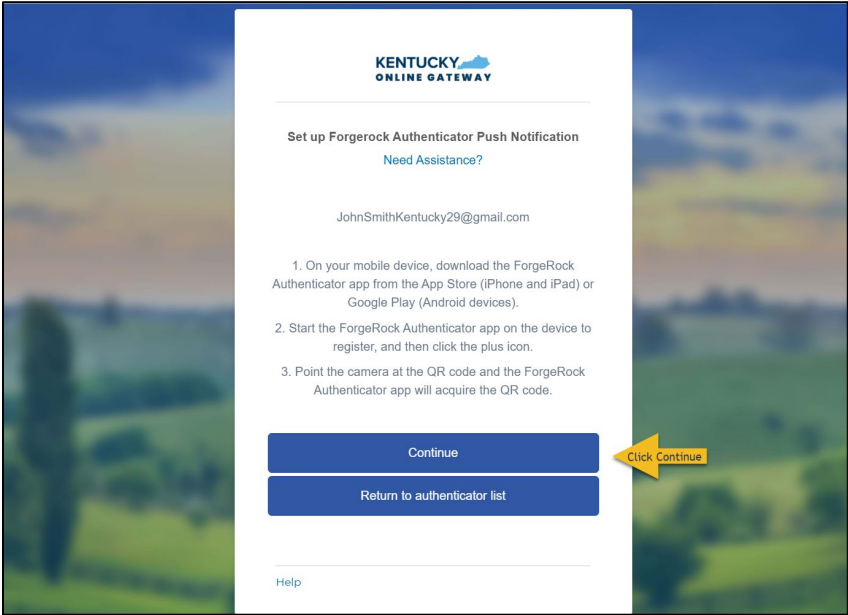 KENTUCKY
ONLINE GATEWAY
Set up Forgerock Authenticator Push Notification
Need Assistance?
JohnSmithKentucky29@gmail.com
1. On your mobile device, download the ForgeRock
Authenticator app from the App Store (iPhone and iPad) or
Google Play (Android devices).
2. Start the ForgeRock Authenticator app on the device to
register, and then click the plus icon.
3. Point the camera at the QR code and the ForgeRock
Authenticator app will acquire the QR code.
Continue
Click Continue
Return to authenticator list
Help